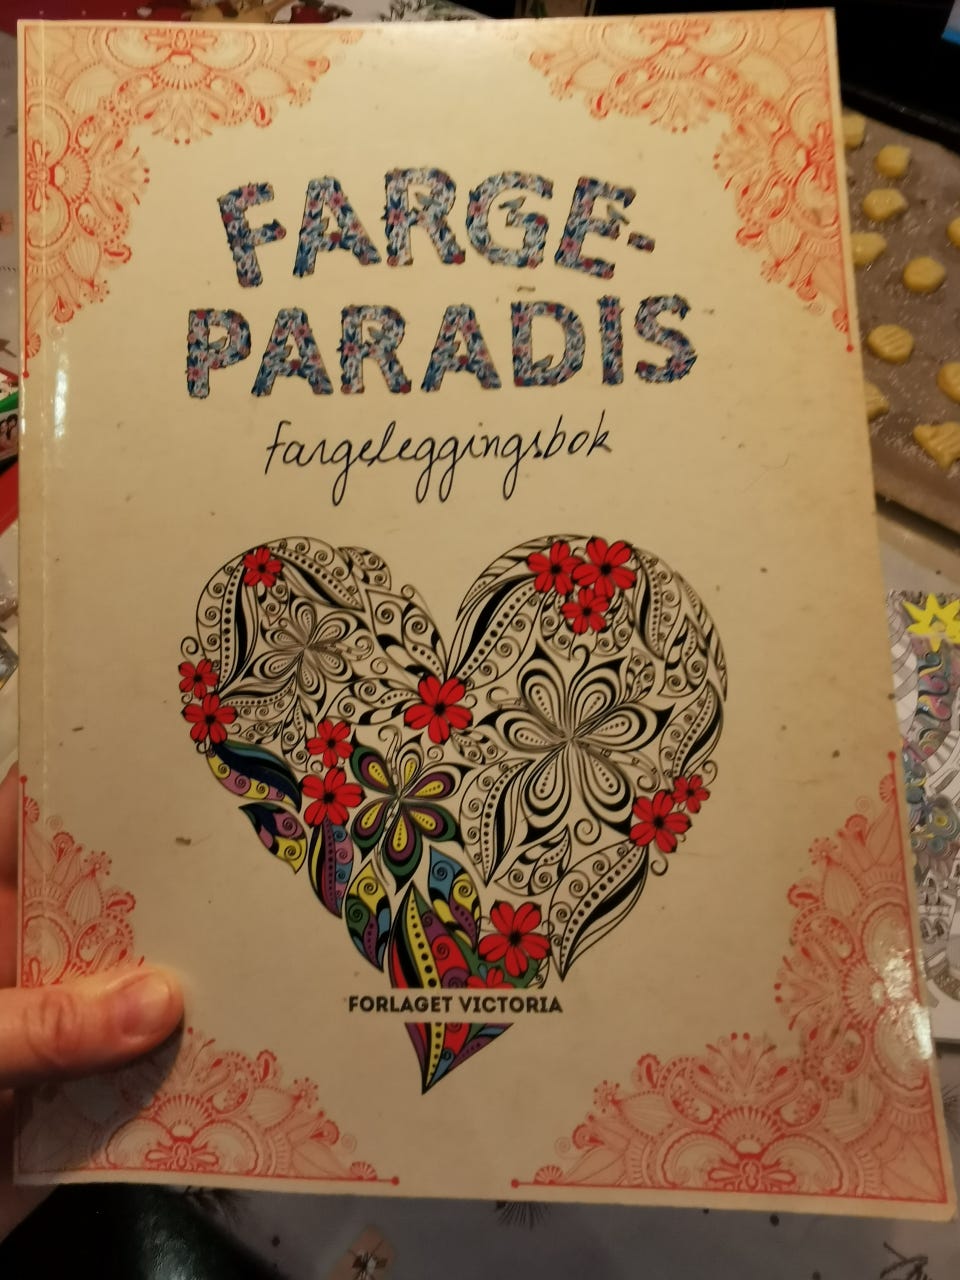 FARGE-
PARADIS
fargeleggingsbok
FORLAGET VICTORIA